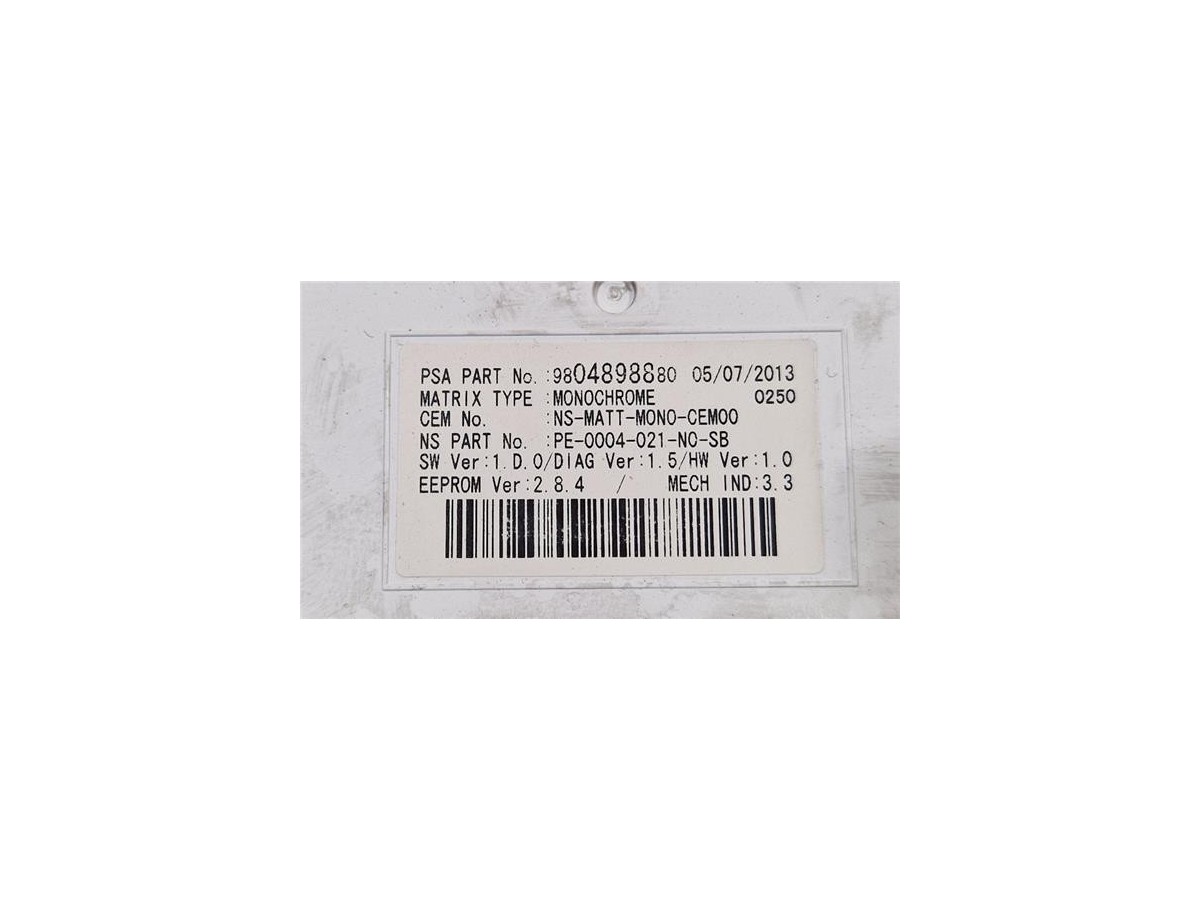 PSA PART No. :9804898880 05/07/2013
MATRIX TYPE :MONOCHROME 0250
CEM No. :NS-MATT-MONO-CEM00
NS PART No. :PE-0004-021-NC-SB
SW Ver:1.D.0/DIAG Ver:1.5/HW Ver:1.0
EEPROM Ver:2.8.4 / MECH IND:3.3